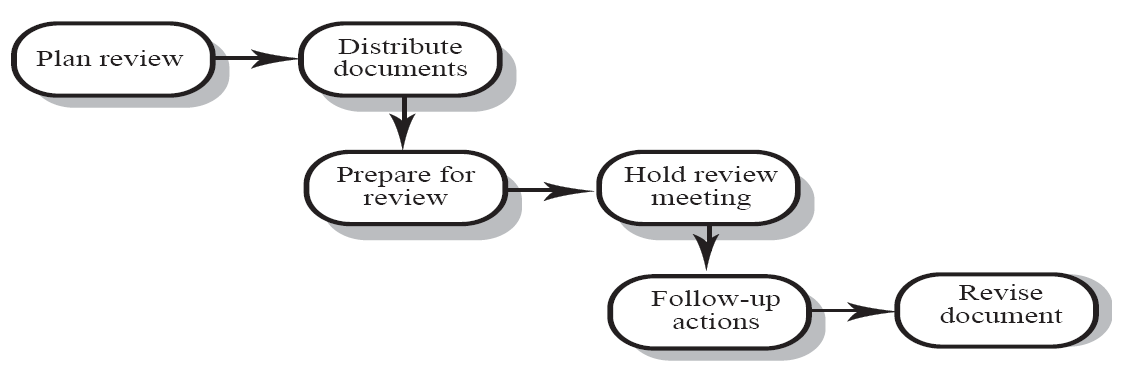 Plan review
Distribute
documents
Prepare for
review
Hold review
meeting
Follow-up
actions
Revise
document